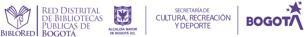 BIBLORED
RED DISTRITAL
DE BIBLIOTECAS
PÚBLICAS DE
BOGOTÁ
ALCALDÍA MAYOR
DE BOGOTÁ D.C.
SECRETARÍA DE
CULTURA, RECREACIÓN
Y DEPORTE
BOGOTÁ